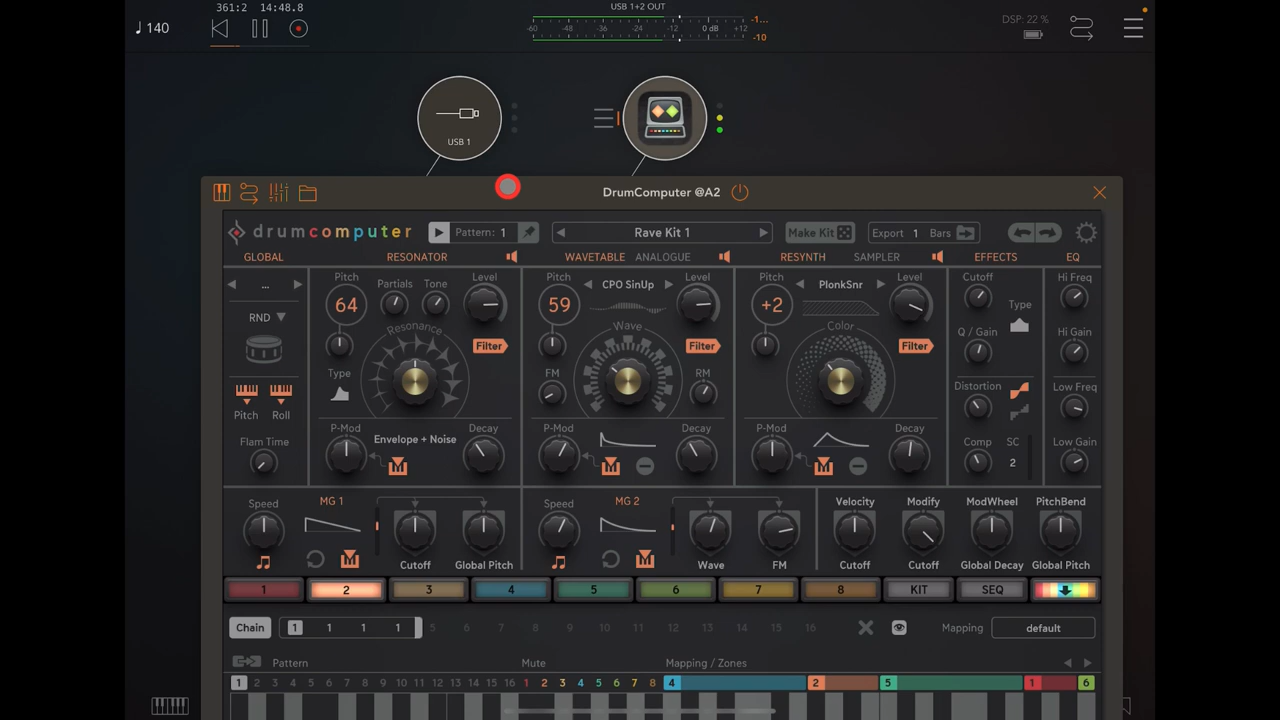 361:2 14:48.8
USB 1+2 OUT
♩ 140
-60 -48 -36 -24 -12 0 dB +12
-1...
-10
DSP: 22 %
USB 1
DrumComputer @A2
drumcomputer Pattern: 1 Rave Kit 1 Make Kit Export 1 Bars
GLOBAL RESONATOR WAVETABLE ANALOGUE RESYNTH SAMPLER EFFECTS EQ
Pitch Partials Tone Level Pitch CPO SinUp Level Pitch PlonkSnr Level Cutoff Type Hi Freq
...
64 59 +2
RND
Resonance Wave Color
Filter Filter Filter
Q / Gain Hi Gain
Type FM RM
Distortion Low Freq
Pitch Roll
P-Mod Envelope + Noise Decay P-Mod Decay P-Mod Decay
Flam Time Comp SC Low Gain
2
Speed MG 1 Speed MG 2 Velocity Modify ModWheel PitchBend
Cutoff Global Pitch Wave FM Cutoff Cutoff Global Decay Global Pitch
1 2 3 4 5 6 7 8 KIT SEQ
Chain 1 1 1 1 5 6 7 8 9 10 11 12 13 14 15 16 Mapping default
Pattern Mute Mapping / Zones
1 2 3 4 5 6 7 8 9 10 11 12 13 14 15 16 1 2 3 4 5 6 7 8 4 2 5 1 6